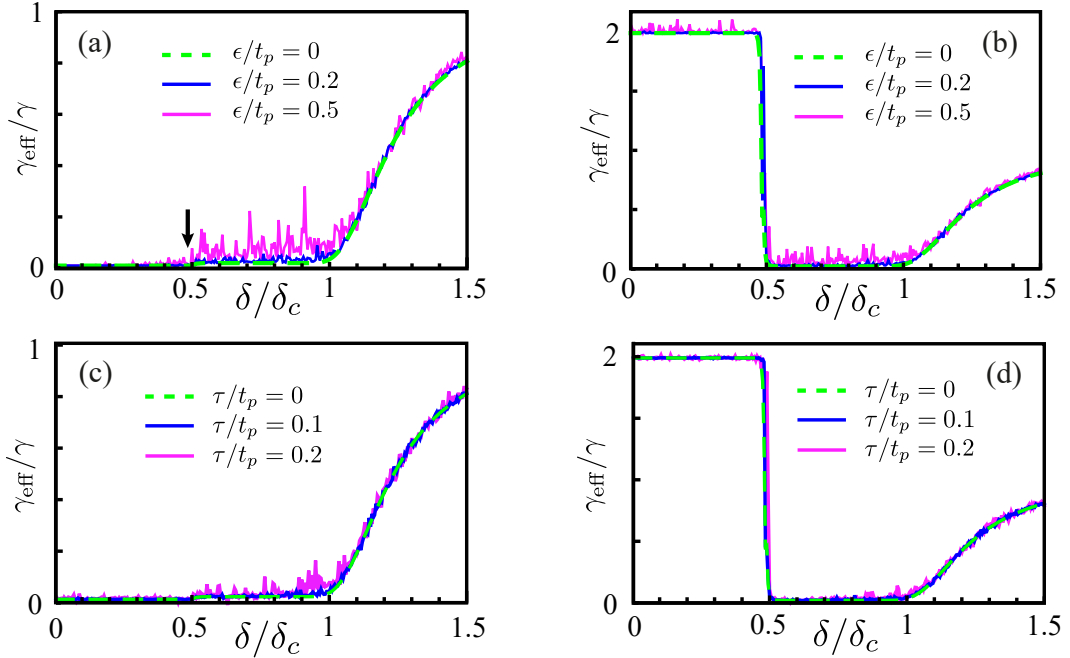 1
(a)
ϵ/t_p = 0
ϵ/t_p = 0.2
ϵ/t_p = 0.5
γ_eff/γ
0
0 0.5 1 1.5
δ/δ_c
2
(b)
ϵ/t_p = 0
ϵ/t_p = 0.2
ϵ/t_p = 0.5
γ_eff/γ
0
0 0.5 1 1.5
δ/δ_c
1
(c)
τ/t_p = 0
τ/t_p = 0.1
τ/t_p = 0.2
γ_eff/γ
0
0 0.5 1 1.5
δ/δ_c
2
(d)
τ/t_p = 0
τ/t_p = 0.1
τ/t_p = 0.2
γ_eff/γ
0
0 0.5 1 1.5
δ/δ_c